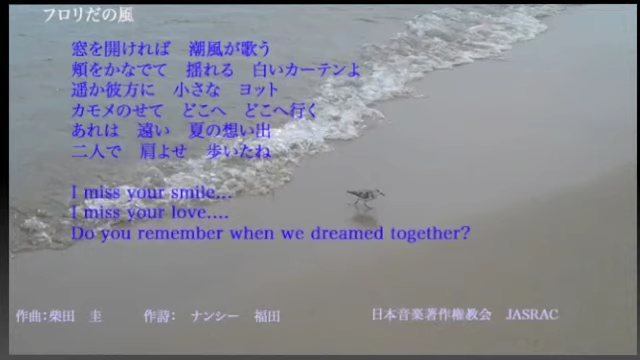 フロリだの風
窓を開ければ 潮風が歌う
頬をかなでて 揺れる 白いカーテンよ
遥か彼方に 小さな ヨット
カモメのせて どこへ どこへ行く
あれは 遠い 夏の想い出
二人で 肩よせ 歩いたね
I miss your smile...
I miss your love....
Do you remember when we dreamed together?
作曲：柴田 圭 作詩： ナンシー 福田 日本音楽著作権教会 JASRAC